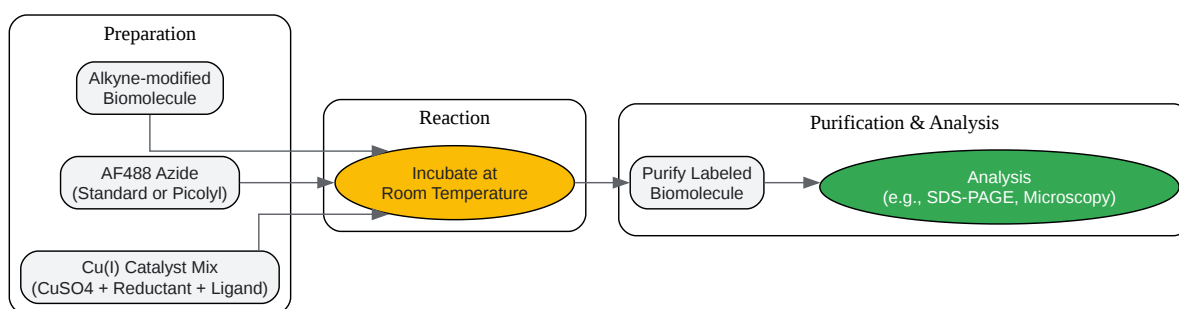 Preparation
Alkyne-modified
Biomolecule
AF488 Azide
(Standard or Picolyl)
Cu(I) Catalyst Mix
(CuSO4 + Reductant + Ligand)
Reaction
Incubate at
Room Temperature
Purification & Analysis
Purify Labeled
Biomolecule
Analysis
(e.g., SDS-PAGE, Microscopy)